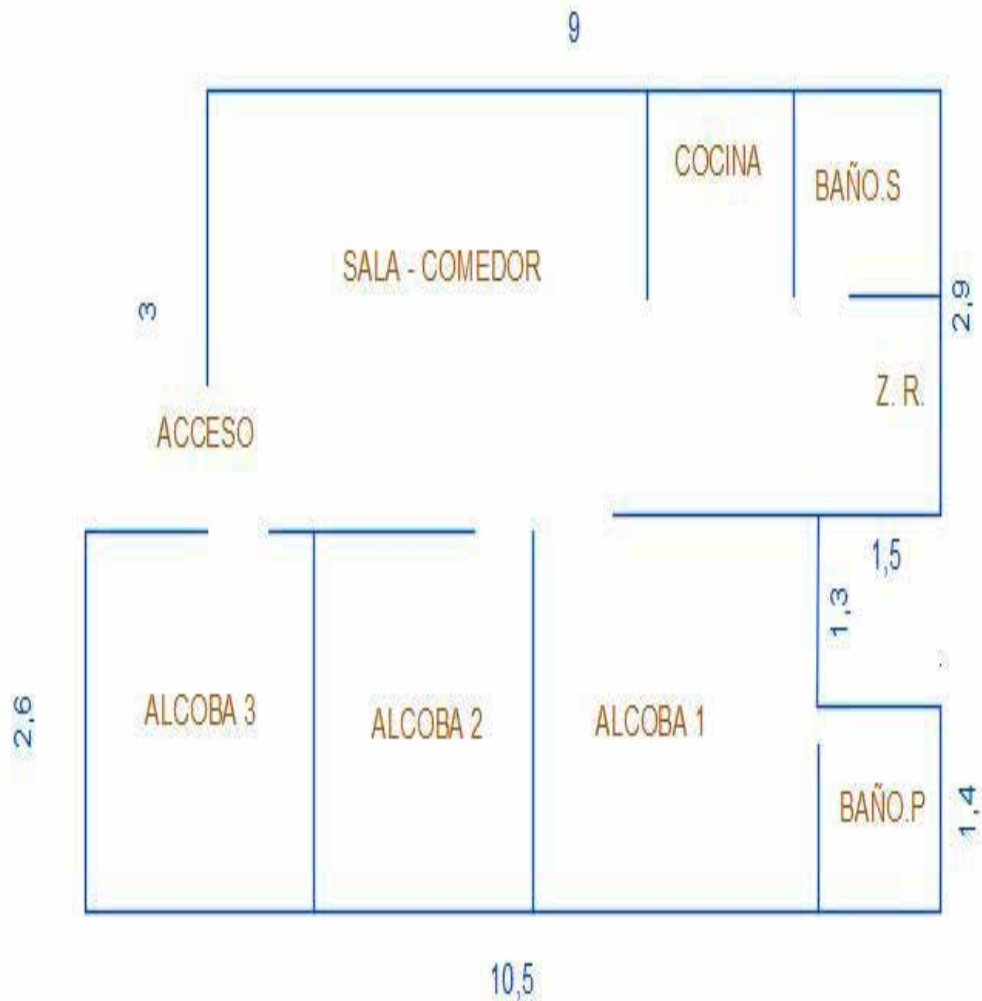 9
COCINA
BAÑO.S
SALA - COMEDOR
3
2,9
Z. R.
ACCESO
1,5
1,3
ALCOBA 3
ALCOBA 2
ALCOBA 1
2,6
BAÑO.P
1,4
10,5